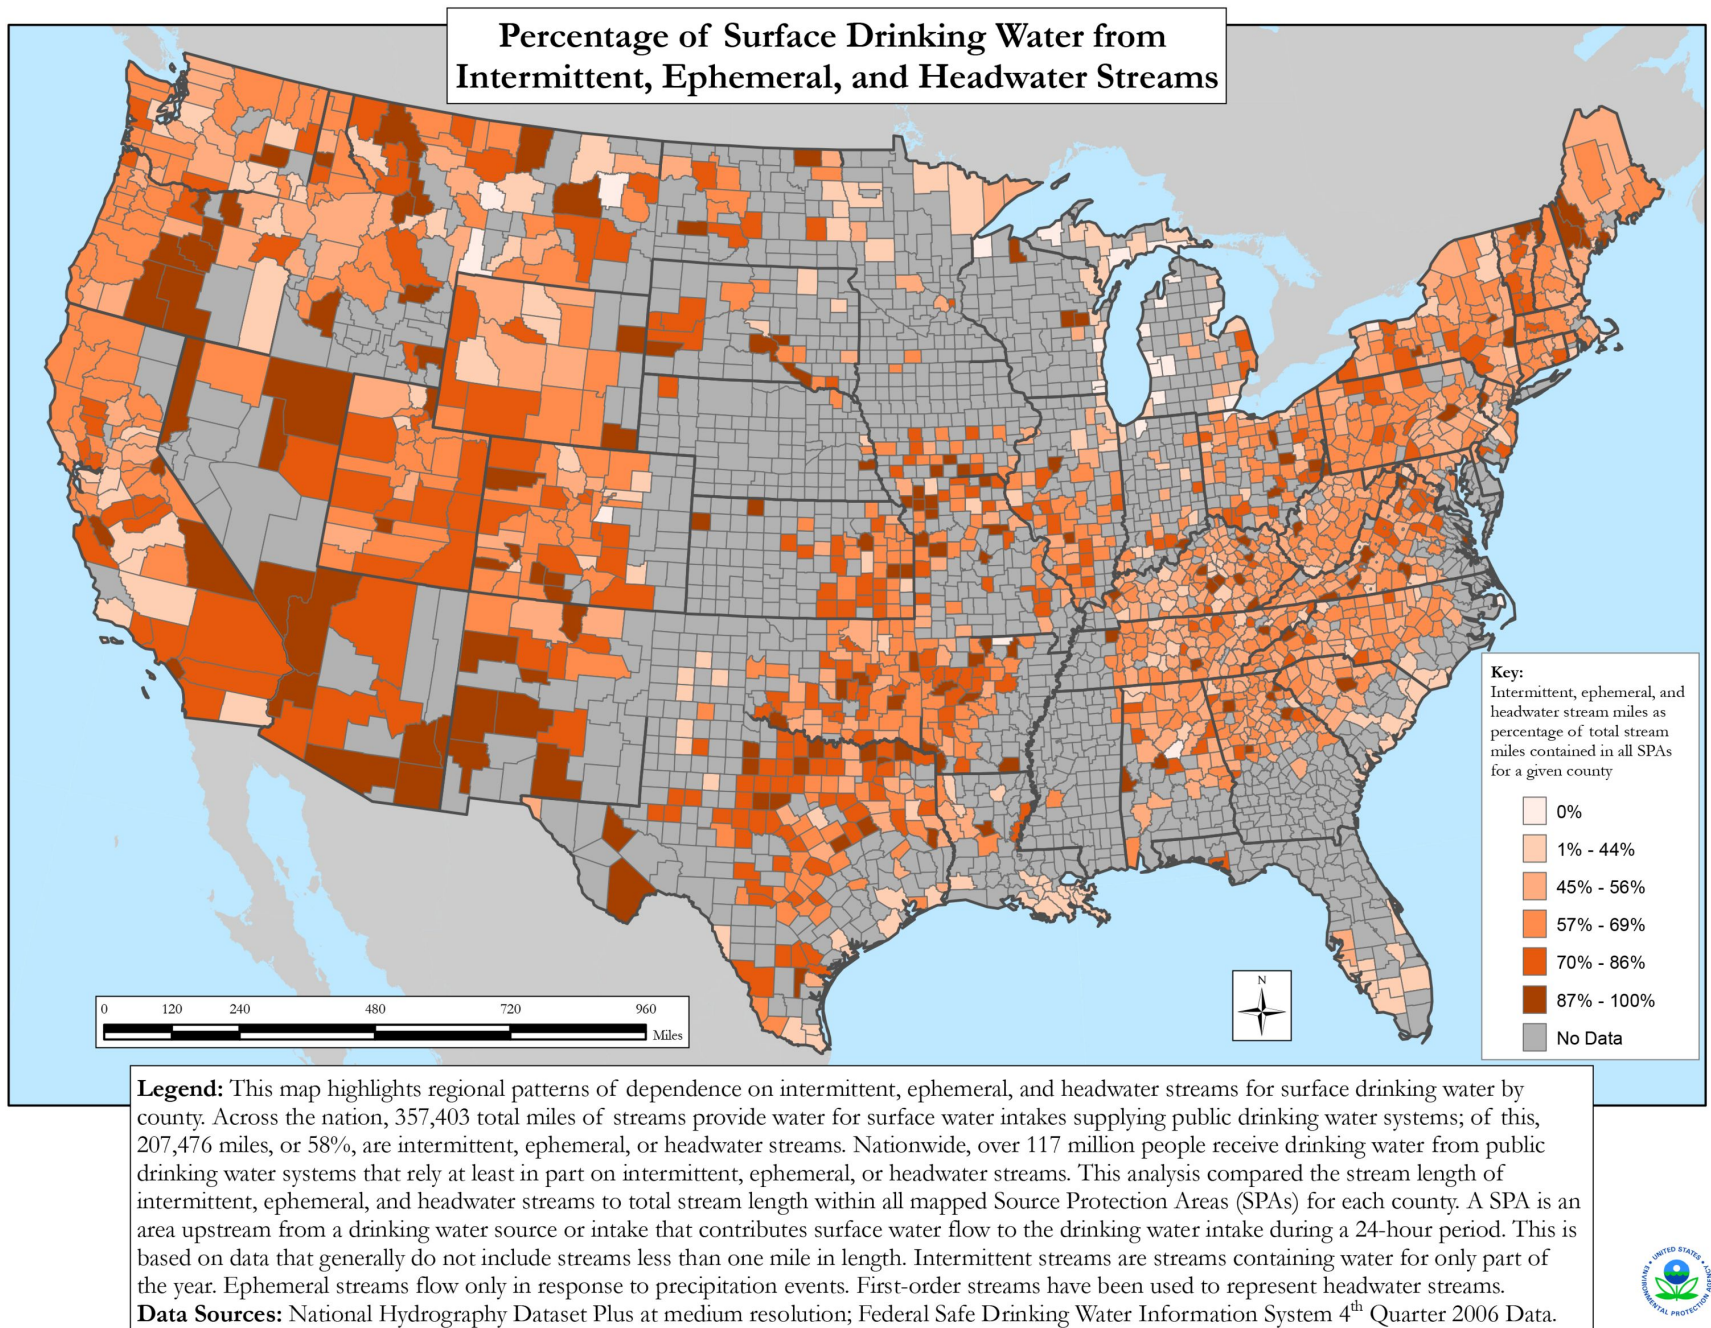 Percentage of Surface Drinking Water from
Intermittent, Ephemeral, and Headwater Streams
Key:
Intermittent, ephemeral, and
headwater stream miles as
percentage of total stream
miles contained in all SPAs
for a given county
0%
1% - 44%
45% - 56%
57% - 69%
70% - 86%
87% - 100%
No Data
N
0 120 240 480 720 960
Miles
Legend: This map highlights regional patterns of dependence on intermittent, ephemeral, and headwater streams for surface drinking water by
county. Across the nation, 357,403 total miles of streams provide water for surface water intakes supplying public drinking water systems; of this,
207,476 miles, or 58%, are intermittent, ephemeral, or headwater streams. Nationwide, over 117 million people receive drinking water from public
drinking water systems that rely at least in part on intermittent, ephemeral, or headwater streams. This analysis compared the stream length of
intermittent, ephemeral, and headwater streams to total stream length within all mapped Source Protection Areas (SPAs) for each county. A SPA is an
area upstream from a drinking water source or intake that contributes surface water flow to the drinking water intake during a 24-hour period. This is
based on data that generally do not include streams less than one mile in length. Intermittent streams are streams containing water for only part of
the year. Ephemeral streams flow only in response to precipitation events. First-order streams have been used to represent headwater streams.
Data Sources: National Hydrography Dataset Plus at medium resolution; Federal Safe Drinking Water Information System 4th Quarter 2006 Data.
UNITED STATES
ENVIRONMENTAL PROTECTION AGENCY